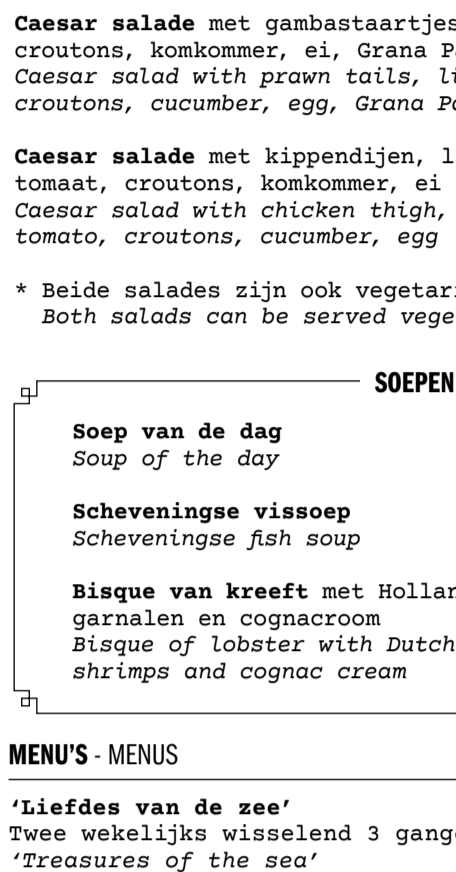 Caesar salade met gambastaartjes
croutons, komkommer, ei, Grana
Caesar salad with prawn tails,
croutons, cucumber, egg, Grana
Caesar salade met kippendijen,
tomaat, croutons, komkommer, ei
Caesar salad with chicken thigh,
tomato, croutons, cucumber, egg
* Beide salades zijn ook
Both salads can be served
SOEPEN
Soep van de dag
Soup of the day
Scheveningse vissoep
Scheveningse fish soup
Bisque van kreeft met
garnalen en cognacroom
Bisque of lobster with Dutch
shrimps and cognac cream
MENU'S - MENUS
‘Liefdes van de zee’
Twee wekelijks wisselend 3
‘Treasures of the sea’